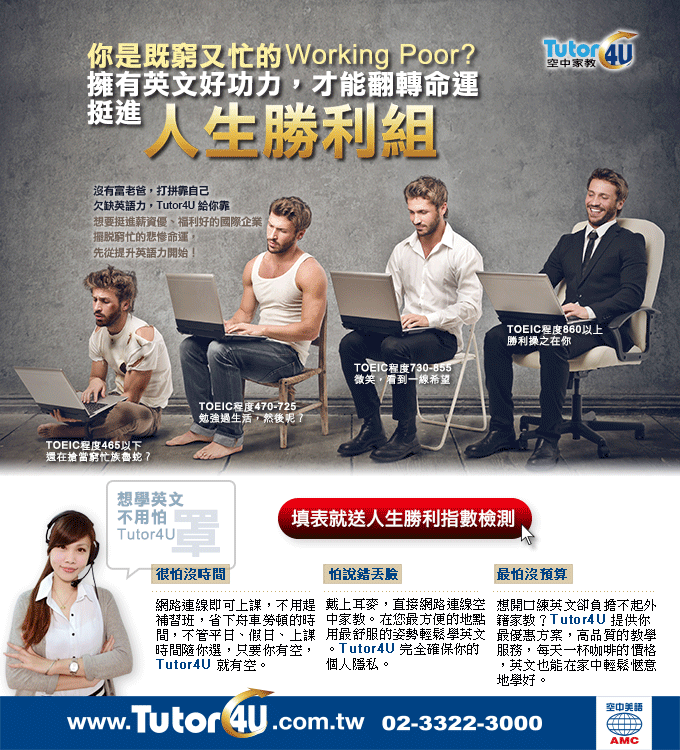 你是既窮又忙的Working Poor?
擁有英文好功力,才能翻轉命運
挺進人生勝利組
Tutor4U
空中家教
沒有富老爸,打拼靠自己
欠缺英語力,Tutor4U 給你靠
想要挺進薪資優、福利好的國際企業
擺脫窮忙的悲慘命運,
先從提升英語力開始!
TOEIC程度860以上
勝利操之在你
TOEIC程度730-855
微笑,看到一線希望
TOEIC程度470-725
勉強過生活,然後呢?
TOEIC程度465以下
還在搶當窮忙族魯蛇?
想學英文
不用怕
Tutor4U罩
填表就送人生勝利指數檢測
很怕沒時間
網路連線即可上課,不用趕
補習班,省下舟車勞頓的時
間,不管平日、假日、上課
時間隨你選,只要你有空,
Tutor4U 就有空。
怕說錯丟臉
戴上耳麥,直接網路連線空
中家教。在您最方便的地點
用最舒服的姿勢輕鬆學英文
。Tutor4U 完全確保你的
個人隱私。
最怕沒預算
想開口練英文卻負擔不起外
籍家教?Tutor4U 提供你
最優惠方案,高品質的教學
服務,每天一杯咖啡的價格
,英文也能在家中輕鬆愜意
地學好。
www.Tutor4U.com.tw 02-3322-3000
空中美語
AMC